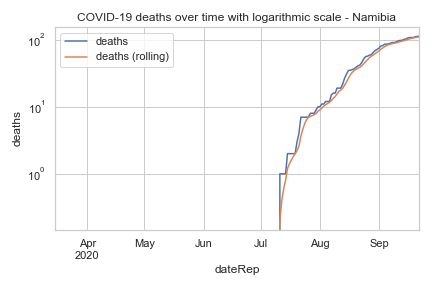 COVID-19 deaths over time with logarithmic scale - Namibia
deaths
deaths (rolling)
10²
10¹
10⁰
deaths
Apr May Jun Jul Aug Sep
2020
dateRep